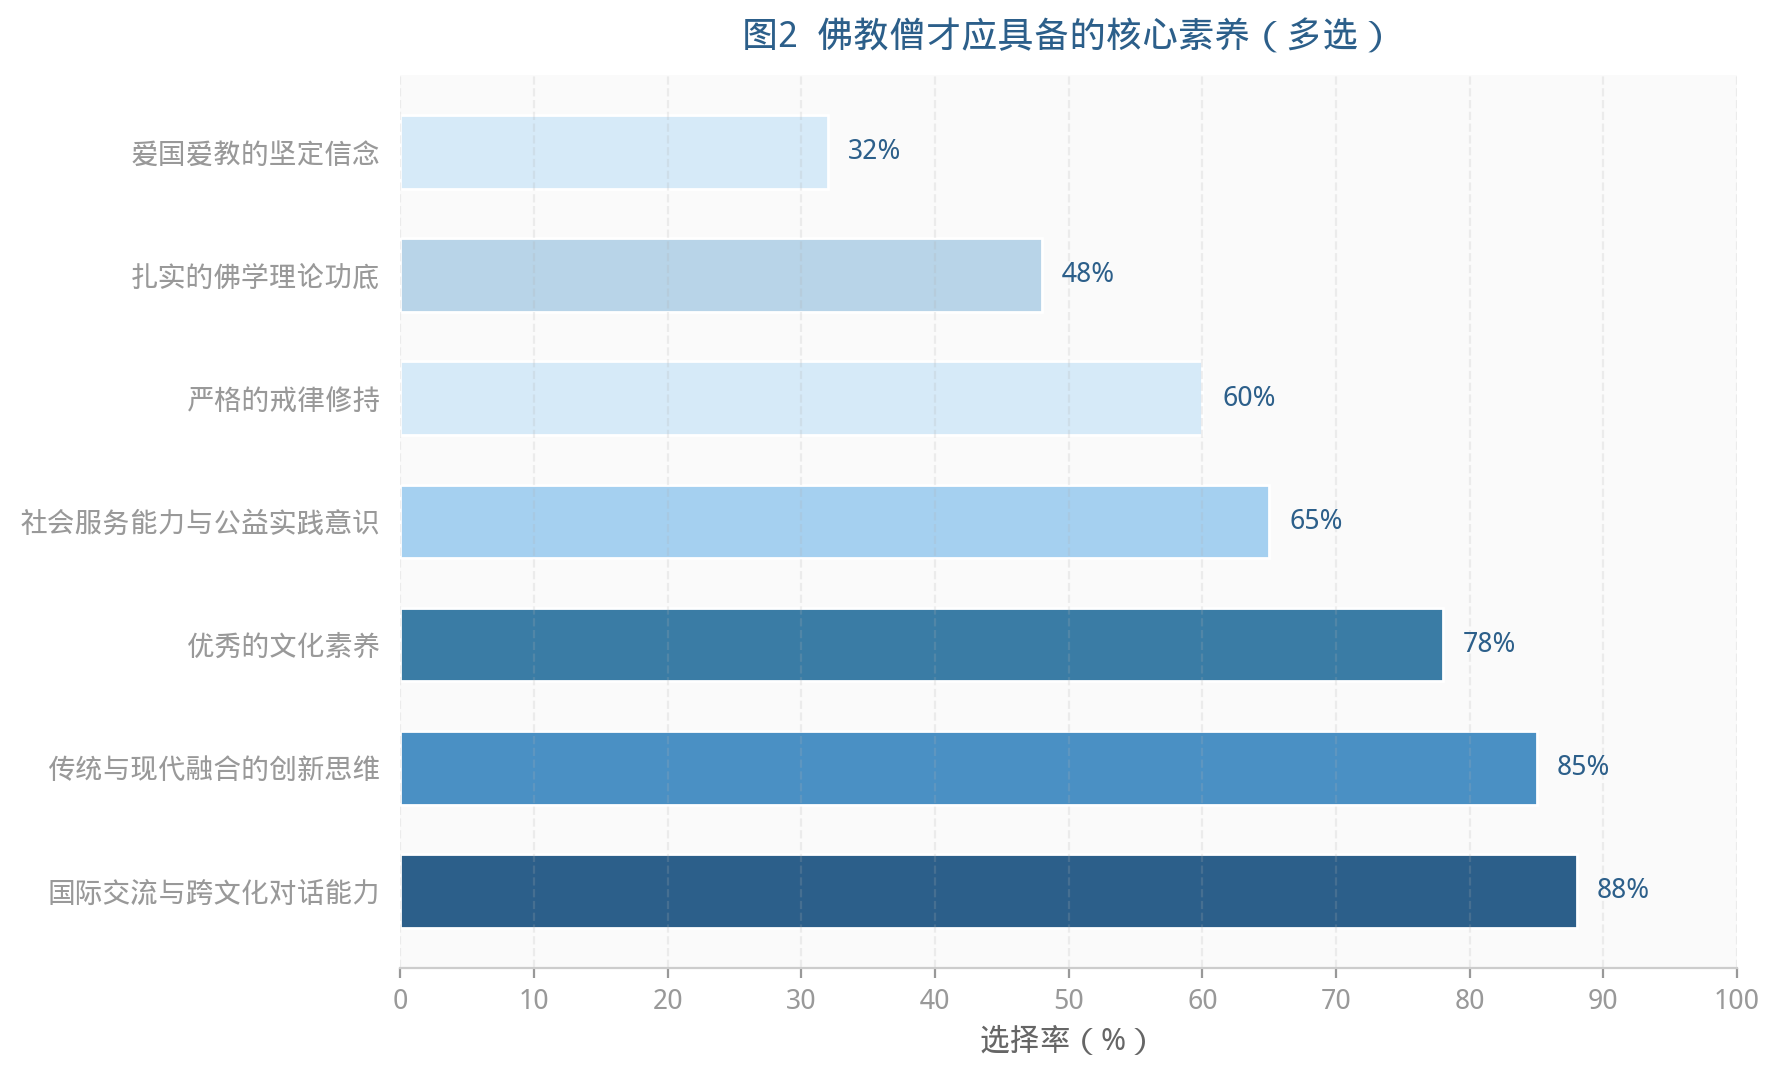 图2 佛教僧才应具备的核心素养（多选）
爱国爱教的坚定信念 32%
扎实的佛学理论功底 48%
严格的戒律修持 60%
社会服务能力与公益实践意识 65%
优秀的文化素养 78%
传统与现代融合的创新思维 85%
国际交流与跨文化对话能力 88%
0 10 20 30 40 50 60 70 80 90 100
选择率（%）